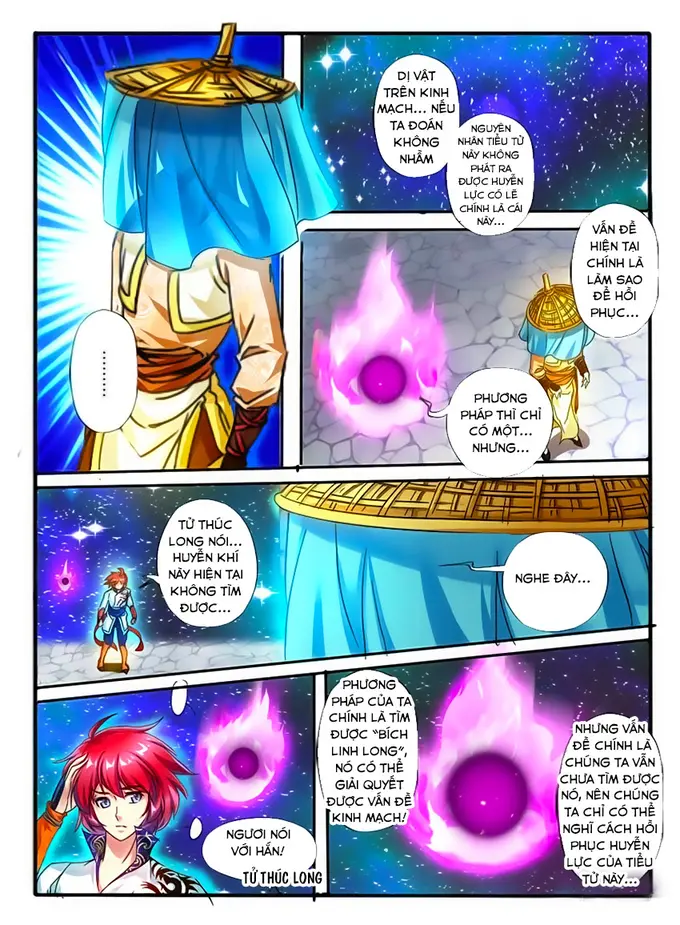 DỊ VẬT
TRÊN KINH
MẠCH... NẾU
TA ĐOÁN
KHÔNG
NHẦM
NGUYÊN
NHÂN TIỂU TỬ
NÀY KHÔNG
PHÁT RA
ĐƯỢC HUYỄN
LỰC CÓ LẼ
CHÍNH LÀ CÁI
NÀY...
.........
VẤN ĐỀ
HIỆN TẠI
CHÍNH LÀ
LÀM SAO
ĐỂ HỒI
PHỤC...
PHƯƠNG
PHÁP THÌ CHỈ
CÓ MỘT...
NHƯNG...
TỬ THÚC
LONG NÓI...
HUYỄN KHÍ
NÀY HIỆN TẠI
KHÔNG TÌM
ĐƯỢC...
NGHE ĐÂY...
NGƯƠI NÓI
VỚI HẮN!
TỬ THÚC LONG
PHƯƠNG
PHÁP CỦA TA
CHÍNH LÀ TÌM
ĐƯỢC "BÍCH
LINH LONG",
NÓ CÓ THỂ
GIẢI QUYẾT
ĐƯỢC VẤN ĐỀ
KINH MẠCH!
NHƯNG VẤN
ĐỀ CHÍNH LÀ
CHÚNG TA VẪN
CHƯA TÌM ĐƯỢC
NÓ, NÊN CHÚNG
TA CHỈ CÓ THỂ
NGHĨ CÁCH HỒI
PHỤC HUYỄN
LỰC CỦA TIỂU
TỬ NÀY...